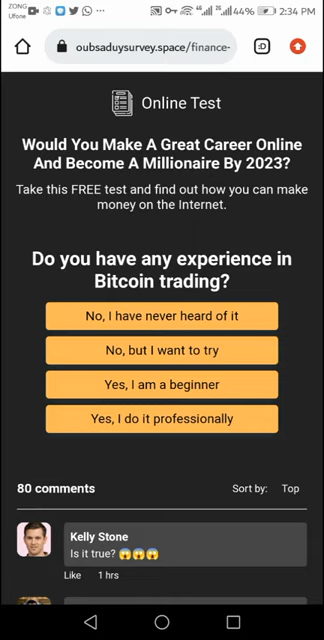 ZONG
Ufone
4G
2G
44%
2:34 PM
oubsaduysurvey.space/finance-
:D
Online Test
Would You Make A Great Career Online
And Become A Millionaire By 2023?
Take this FREE test and find out how you can make
money on the Internet.
Do you have any experience in
Bitcoin trading?
No, I have never heard of it
No, but I want to try
Yes, I am a beginner
Yes, I do it professionally
80 comments
Sort by: Top
Kelly Stone
Is it true? 😱😱😱
Like 1 hrs